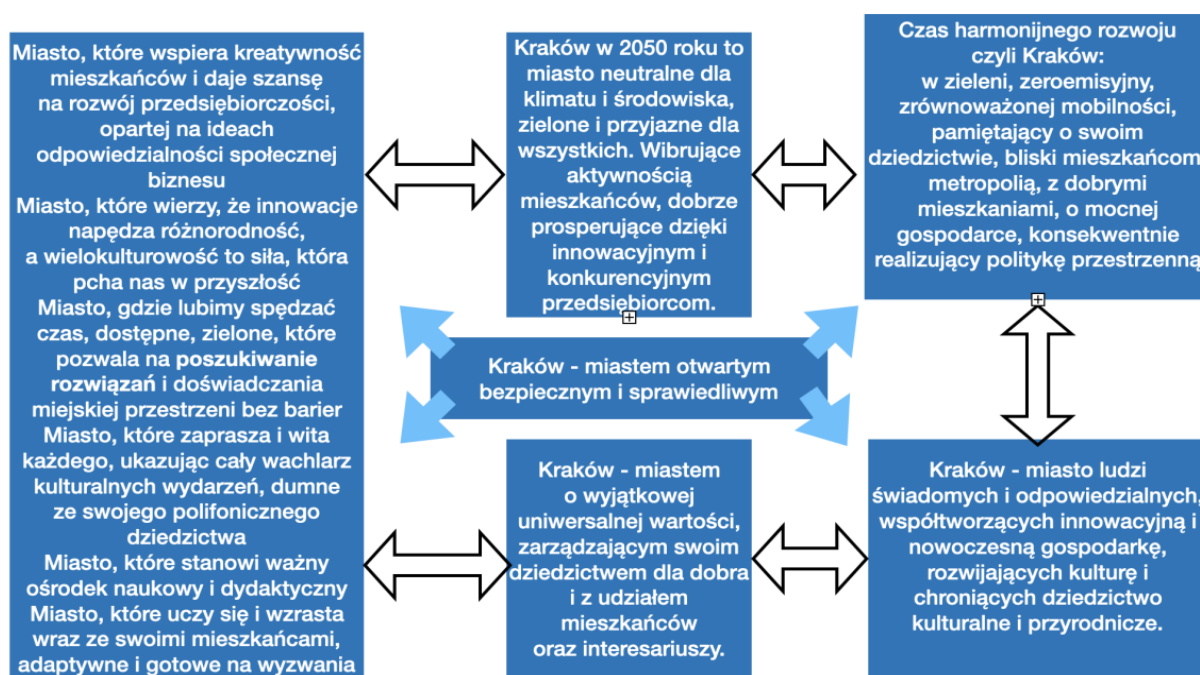 Miasto, które wspiera kreatywność
mieszkańców i daje szansę
na rozwój przedsiębiorczości,
opartej na ideach
odpowiedzialności społecznej
biznesu
Miasto, które wierzy, że innowacje
napędza różnorodność,
a wielokulturowość to siła, która
pcha nas w przyszłość
Miasto, gdzie lubimy spędzać
czas, dostępne, zielone, które
pozwala na poszukiwanie
rozwiązań i doświadczania
miejskiej przestrzeni bez barier
Miasto, które zaprasza i wita
każdego, ukazując cały wachlarz
kulturalnych wydarzeń, dumne
ze swojego polifonicznego
dziedzictwa
Miasto, które stanowi ważny
ośrodek naukowy i dydaktyczny
Miasto, które uczy się i wzrasta
wraz ze swoimi mieszkańcami,
adaptywne i gotowe na wyzwania
Kraków w 2050 roku to
miasto neutralne dla
klimatu i środowiska,
zielone i przyjazne dla
wszystkich. Wibrujące
aktywnością
mieszkańców, dobrze
prosperujące dzięki
innowacyjnym i
konkurencyjnym
przedsiębiorcom.
Czas harmonijnego rozwoju
czyli Kraków:
w zieleni, zeroemisyjny,
zrównoważonej mobilności,
pamiętający o swoim
dziedzictwie, bliski mieszkańcom
metropolią, z dobrymi
mieszkaniami, o mocnej
gospodarce, konsekwentnie
realizujący politykę przestrzenną
Kraków - miastem otwartym
bezpiecznym i sprawiedliwym
Kraków - miastem
o wyjątkowej
uniwersalnej wartości,
zarządzającym swoim
dziedzictwem dla dobra
i z udziałem
mieszkańców
oraz interesariuszy.
Kraków - miasto ludzi
świadomych i odpowiedzialnych,
współtworzących innowacyjną i
nowoczesną gospodarkę,
rozwijających kulturę i
chroniących dziedzictwo
kulturalne i przyrodnicze.